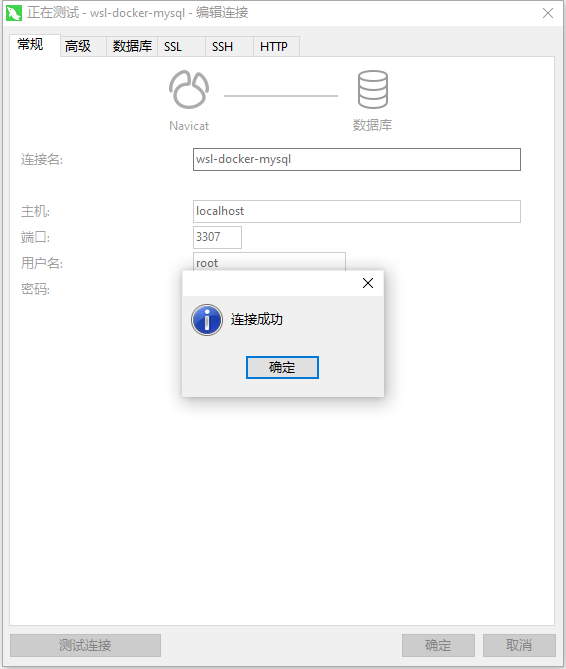 正在测试 - wsl-docker-mysql - 编辑连接
常规 高级 数据库 SSL SSH HTTP
Navicat 数据库
连接名: wsl-docker-mysql
主机: localhost
端口: 3307
用户名: root
密码:
连接成功
确定
测试连接 确定 取消